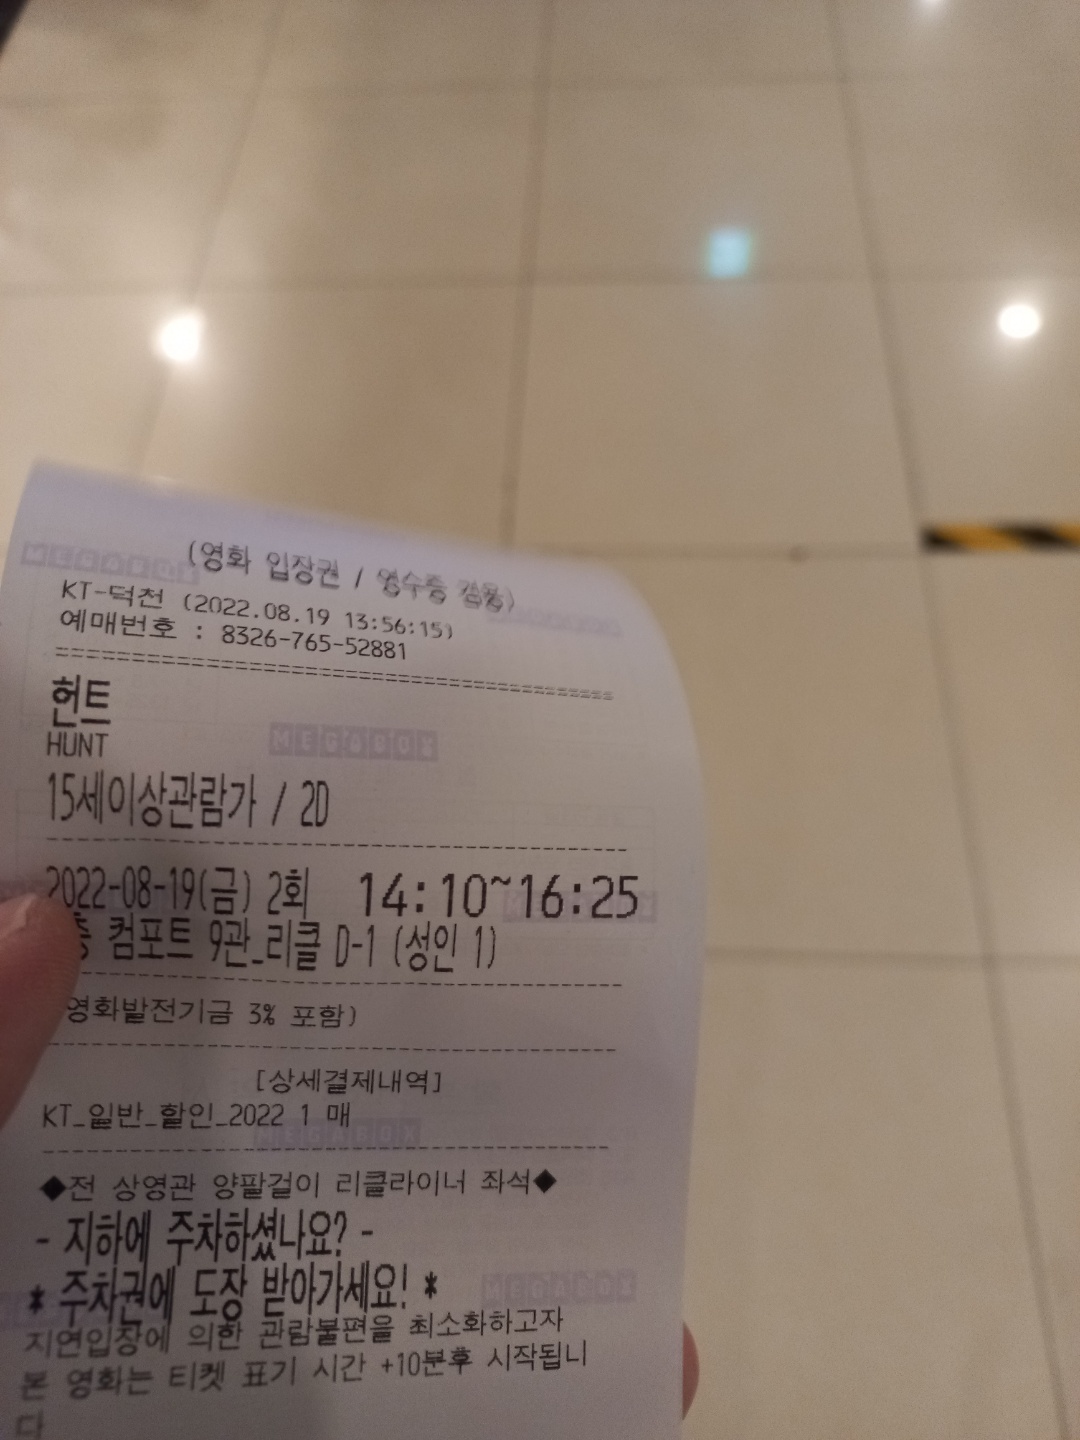 (영화 입장권 / 영수증 겸용)
KT-덕천 (2022.08.19 13:56:15)
예매번호 : 8326-765-52881
헌트
HUNT
MEGABOX
15세이상관람가 / 2D
2022-08-19(금) 2회 14:10~16:25
층 컴포트 9관_리클 D-1 (성인 1)
영화발전기금 3% 포함)
[상세결제내역]
KT_일반_할인_2022 1 매
MEGABOX
◆전 상영관 양팔걸이 리클라이너 좌석◆
- 지하에 주차하셨나요? -
* 주차권에 도장 받아가세요! *
MEGABOX
지연입장에 의한 관람불편을 최소화하고자
본 영화는 티켓 표기 시간 +10분후 시작됩니
다